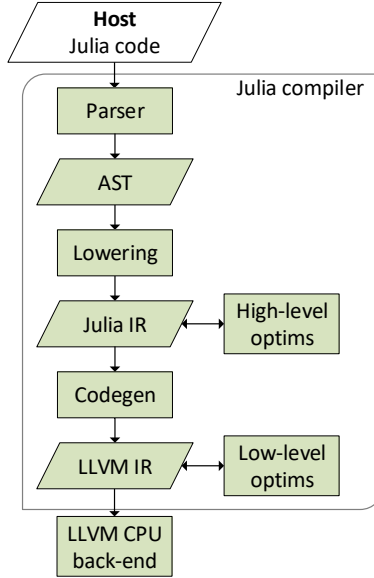 Host
Julia code
Julia compiler
Parser
AST
Lowering
Julia IR
High-level
optims
Codegen
LLVM IR
Low-level
optims
LLVM CPU
back-end